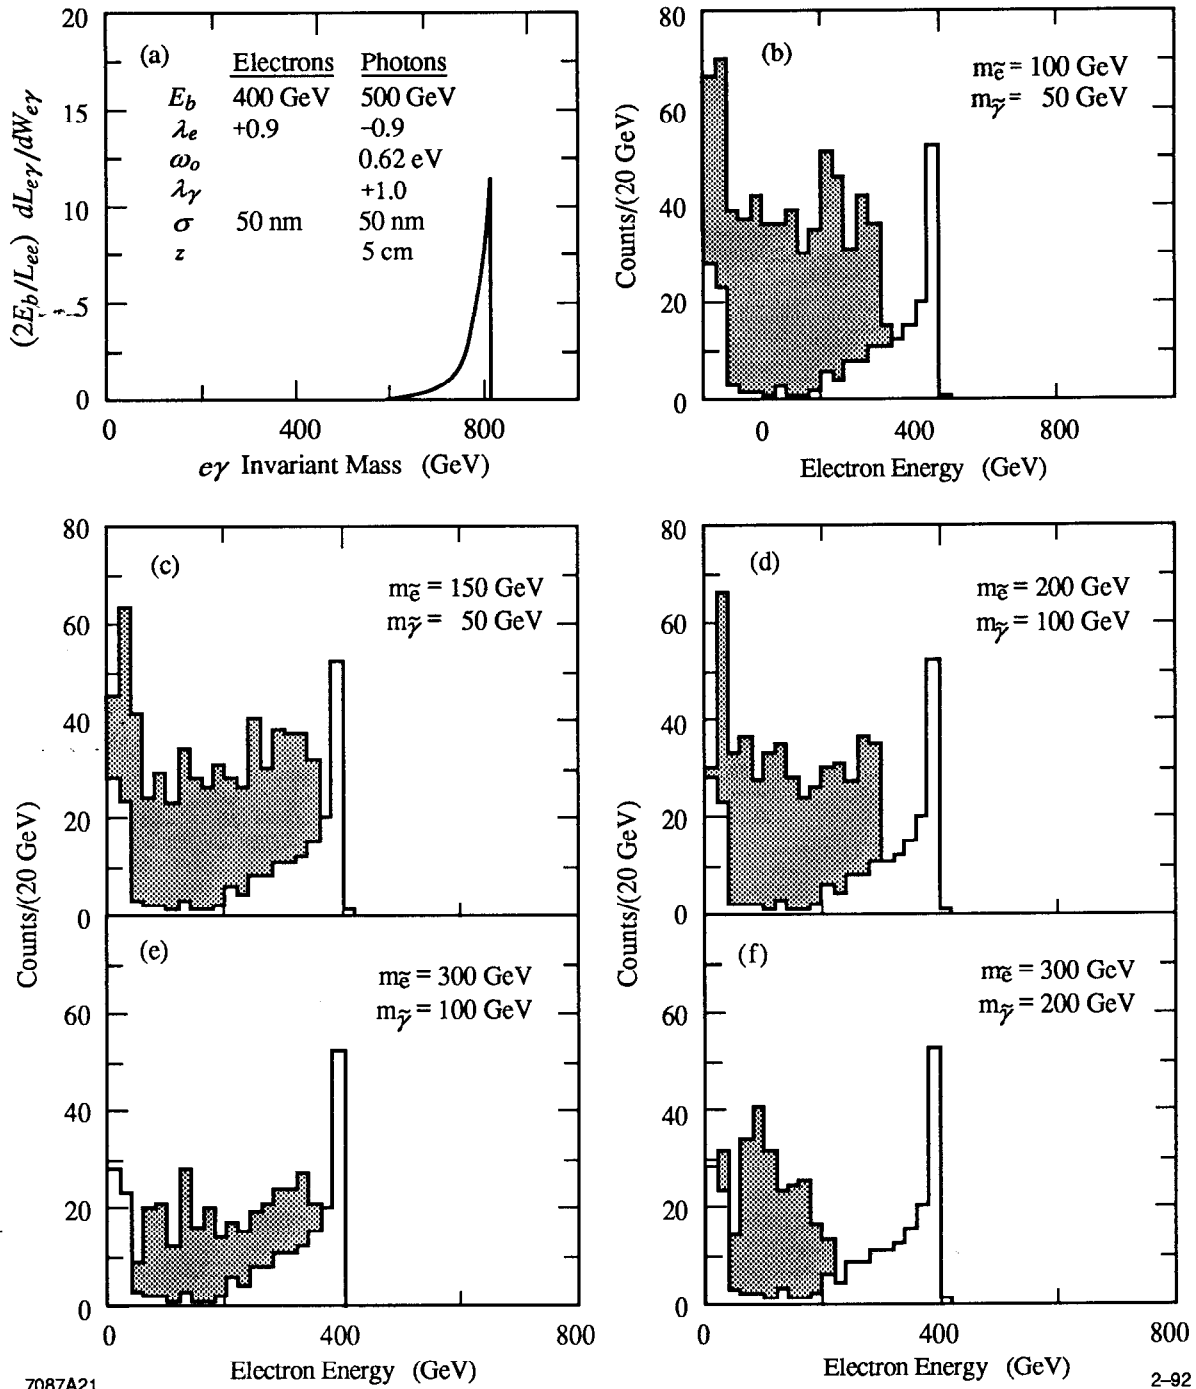 20
15
10
5
0
(2E_b/L_ee) dL_eγ/dW_eγ
(a)
Electrons Photons
E_b 400 GeV 500 GeV
λ_e +0.9 −0.9
ω_o 0.62 eV
λ_γ +1.0
σ 50 nm 50 nm
z 5 cm
0 400 800
eγ Invariant Mass (GeV)
80
60
40
20
0
Counts/(20 GeV)
(b)
m_ẽ = 100 GeV
m_γ̃ = 50 GeV
0 400 800
Electron Energy (GeV)
80
60
40
20
0
Counts/(20 GeV)
(c)
m_ẽ = 150 GeV
m_γ̃ = 50 GeV
80
60
40
20
0
Counts/(20 GeV)
(d)
m_ẽ = 200 GeV
m_γ̃ = 100 GeV
60
40
20
0
(e)
m_ẽ = 300 GeV
m_γ̃ = 100 GeV
0 400 800
Electron Energy (GeV)
60
40
20
0
(f)
m_ẽ = 300 GeV
m_γ̃ = 200 GeV
0 400 800
Electron Energy (GeV)
7087A21
2–92